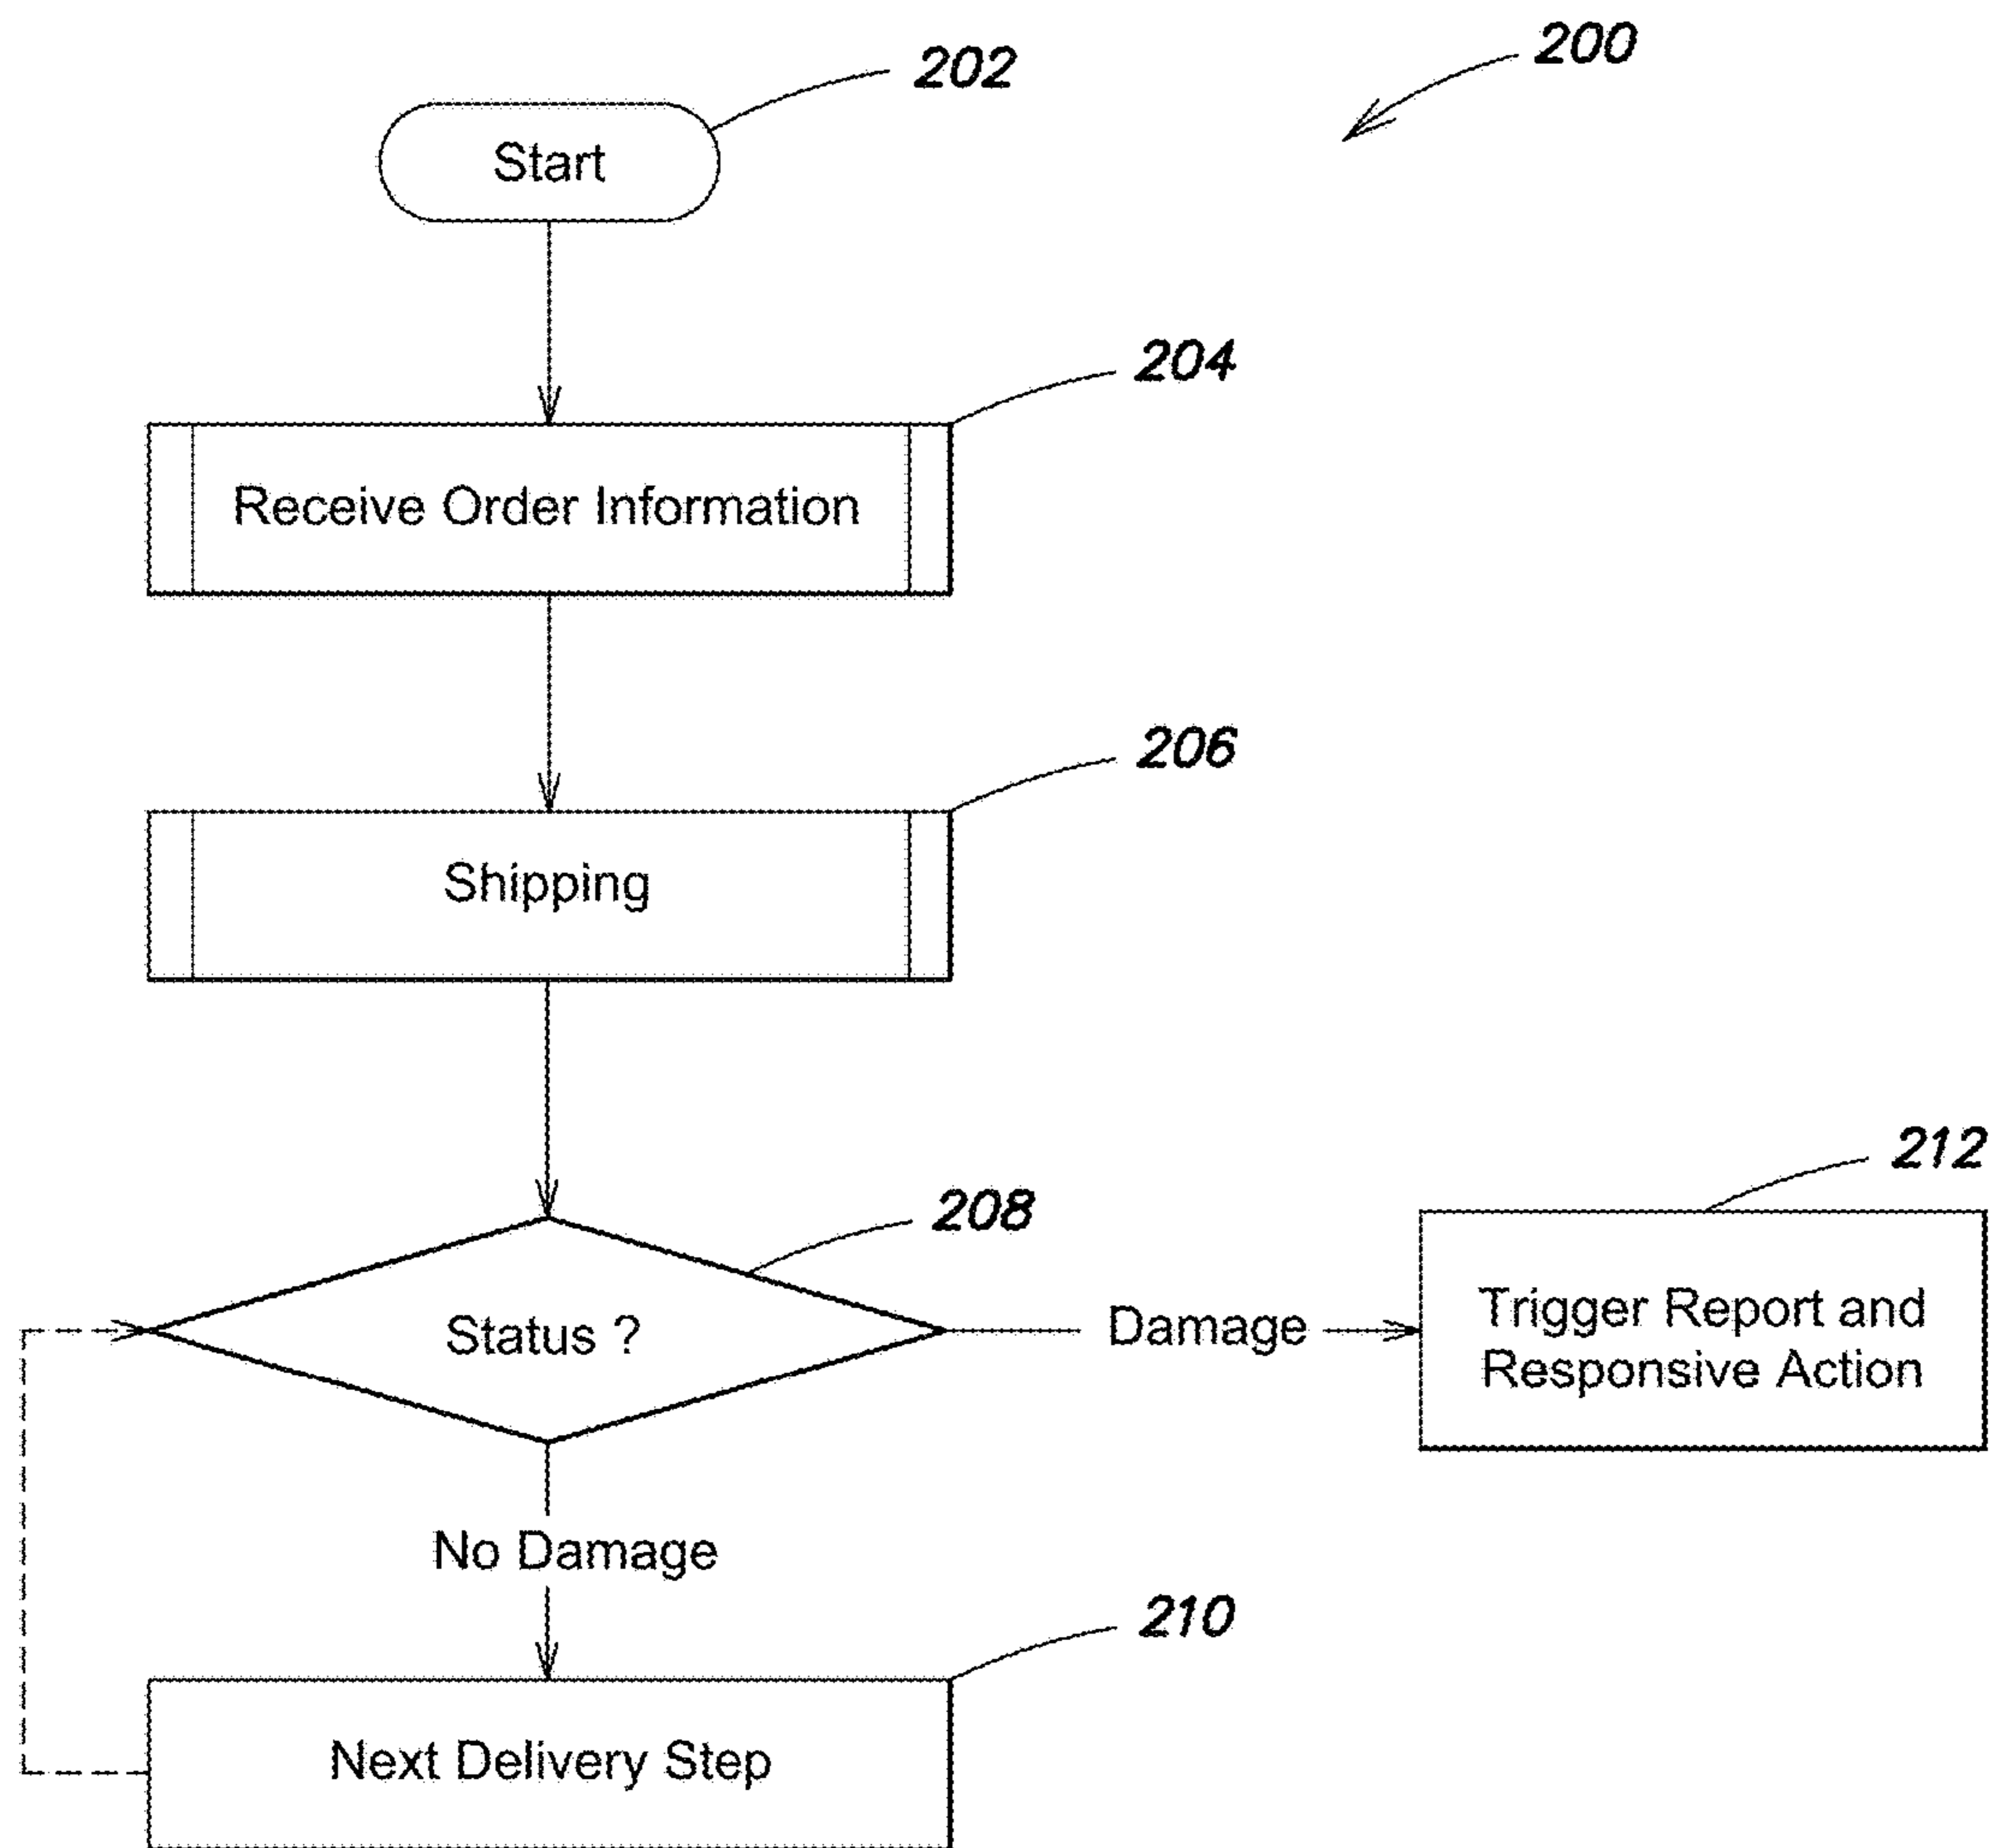 200
202
Start
204
Receive Order Information
206
Shipping
208
Status ?
Damage
212
Trigger Report and
Responsive Action
No Damage
210
Next Delivery Step